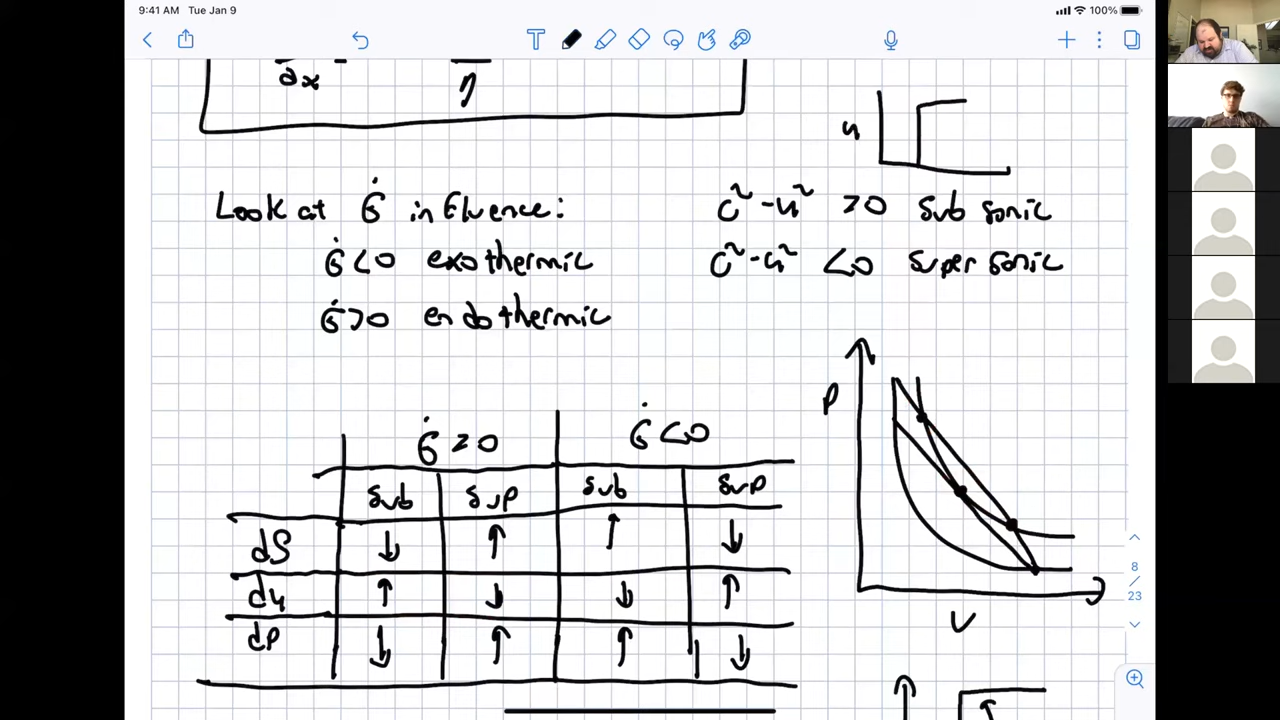 9:41 AM Tue Jan 9
100%
∂x
η
u
Look at σ̇ influence:
σ̇<0 exothermic
σ̇>0 endothermic
c²-u² >0 sub sonic
c²-u² <0 super sonic
P
V
σ̇ >0 σ̇ <0
sub sup sub sup
dρ ↓ ↑ ↑ ↓
du ↑ ↓ ↓ ↑
dP ↓ ↑ ↑ ↓
8
/
23